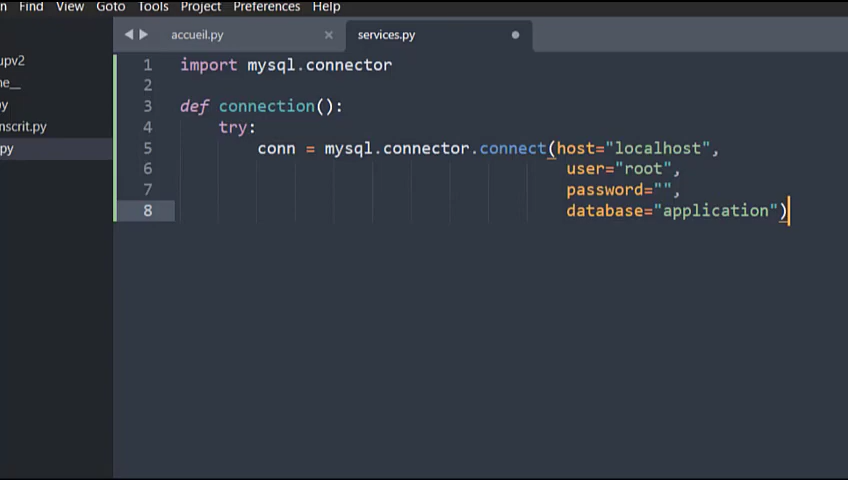 n Find View Goto Tools Project Preferences Help
accueil.py × services.py
upv2
ne__
y
nscrit.py
py
1 import mysql.connector
2
3 def connection():
4 try:
5 conn = mysql.connector.connect(host="localhost",
6 user="root",
7 password="",
8 database="application")